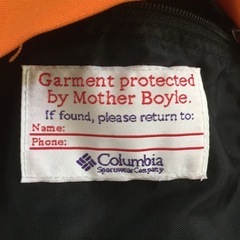 Garment protected
by Mother Boyle.
If found, please return to:
Name:
Phone:
Columbia
Sportswear Company